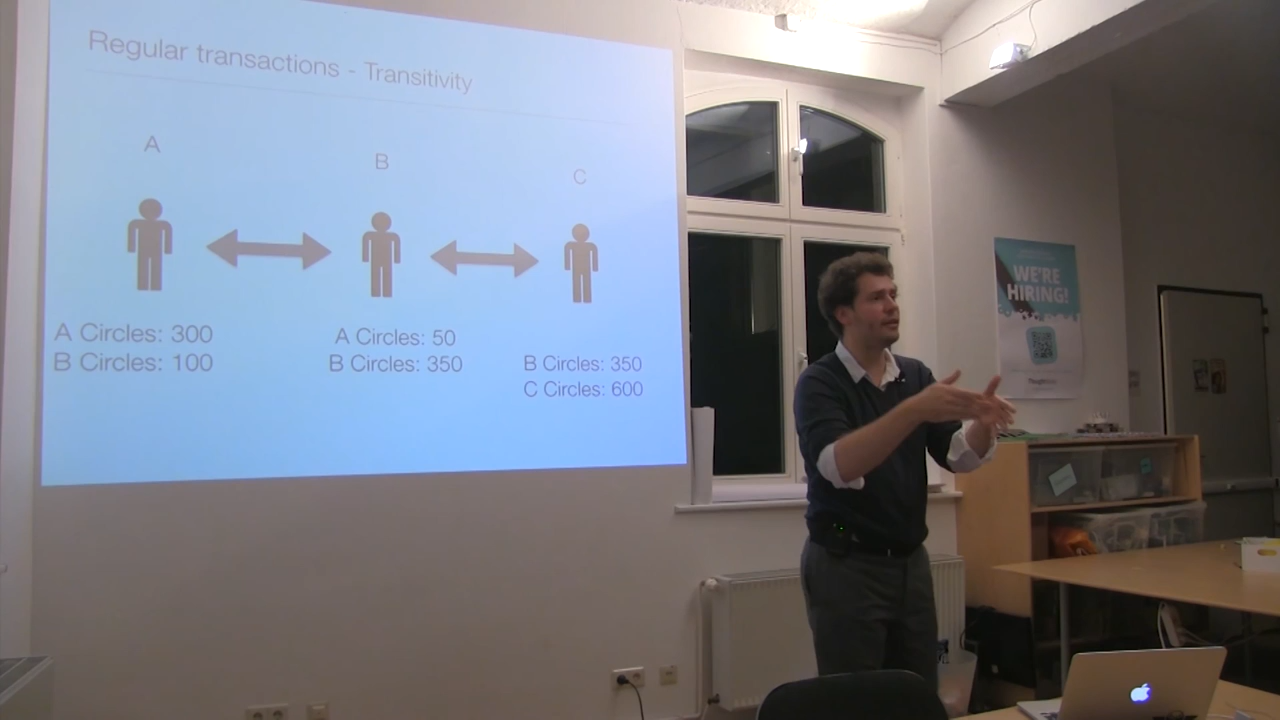 Regular transactions - Transitivity
A
B
C
A Circles: 300
B Circles: 100
A Circles: 50
B Circles: 350
B Circles: 350
C Circles: 600
WE'RE
HIRING!